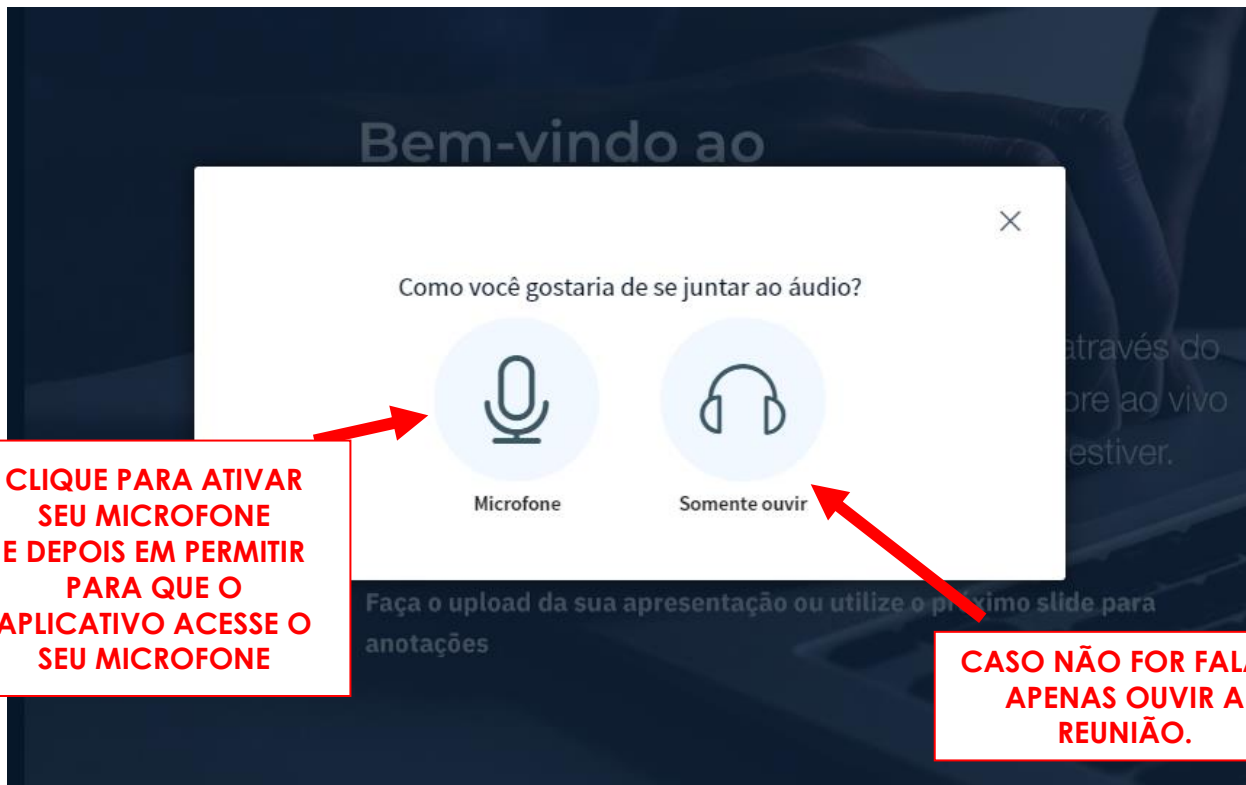 Bem-vindo ao
Como você gostaria de se juntar ao áudio?
através do
ao vivo
estiver.
Microfone
Somente ouvir
CLIQUE PARA ATIVAR
SEU MICROFONE
E DEPOIS EM PERMITIR
PARA QUE O
APLICATIVO ACESSE O
SEU MICROFONE
Faça o upload da sua apresentação ou utilize o próximo slide para
anotações
CASO NÃO FOR
APENAS OUVIR A
REUNIÃO.